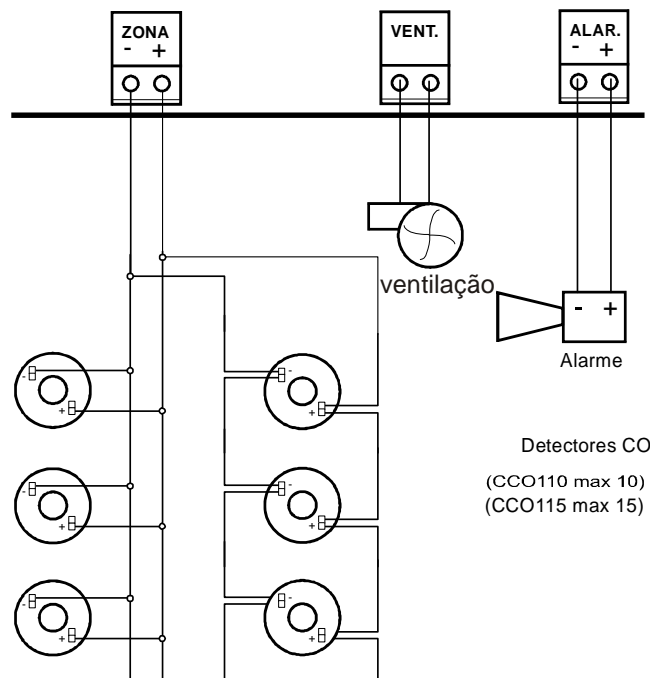 ZONA
- +
VENT.
ALAR.
- +
ventilação
- +
Alarme
-
+
-
+
Detectores CO
(CCO110 max 10)
(CCO115 max 15)
-
+
-
+
-
+
-
+